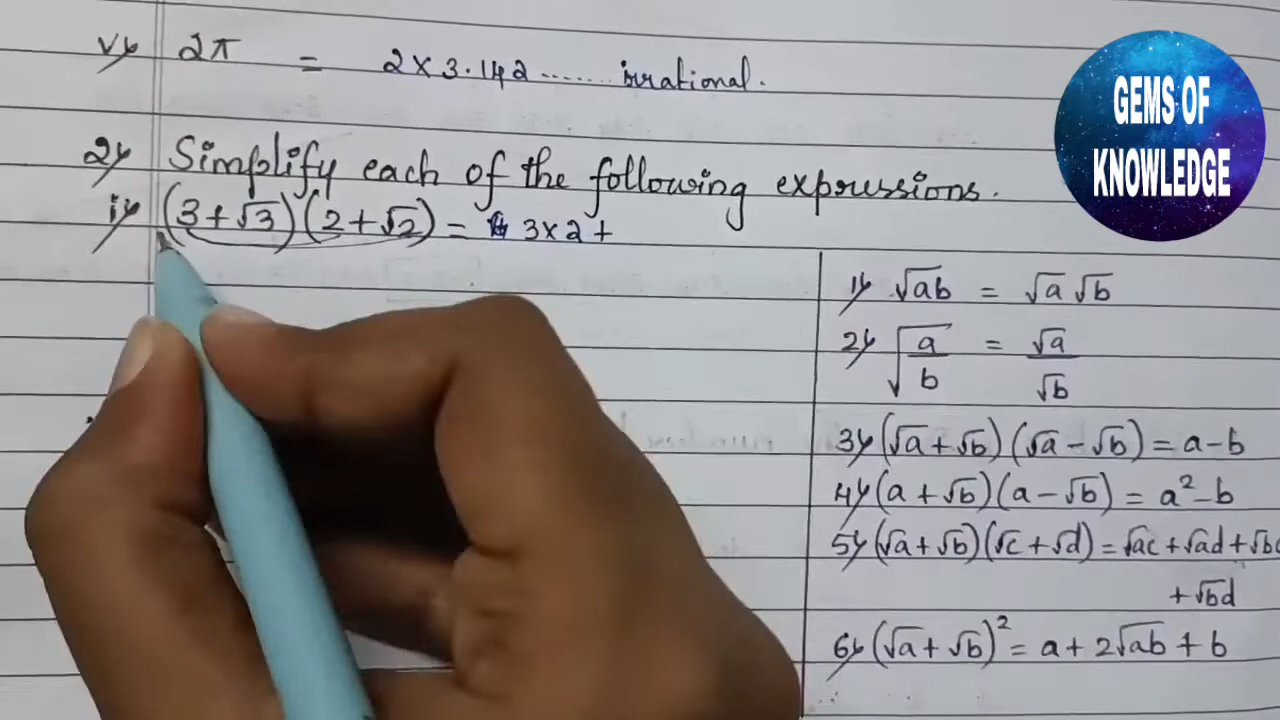 v) 2π = 2 × 3.142 ...... irrational.
2) Simplify each of the following expressions.
i) (3+√3)(2+√2) = 3×2+
1) √ab = √a √b
2) √(a/b) = √a/√b
3) (√a+√b)(√a-√b) = a-b
4) (a+√b)(a-√b) = a²-b
5) (√a+√b)(√c+√d) = √ac+√ad+√bc
+√bd
6) (√a+√b)² = a+2√ab+b
GEMS OF
KNOWLEDGE